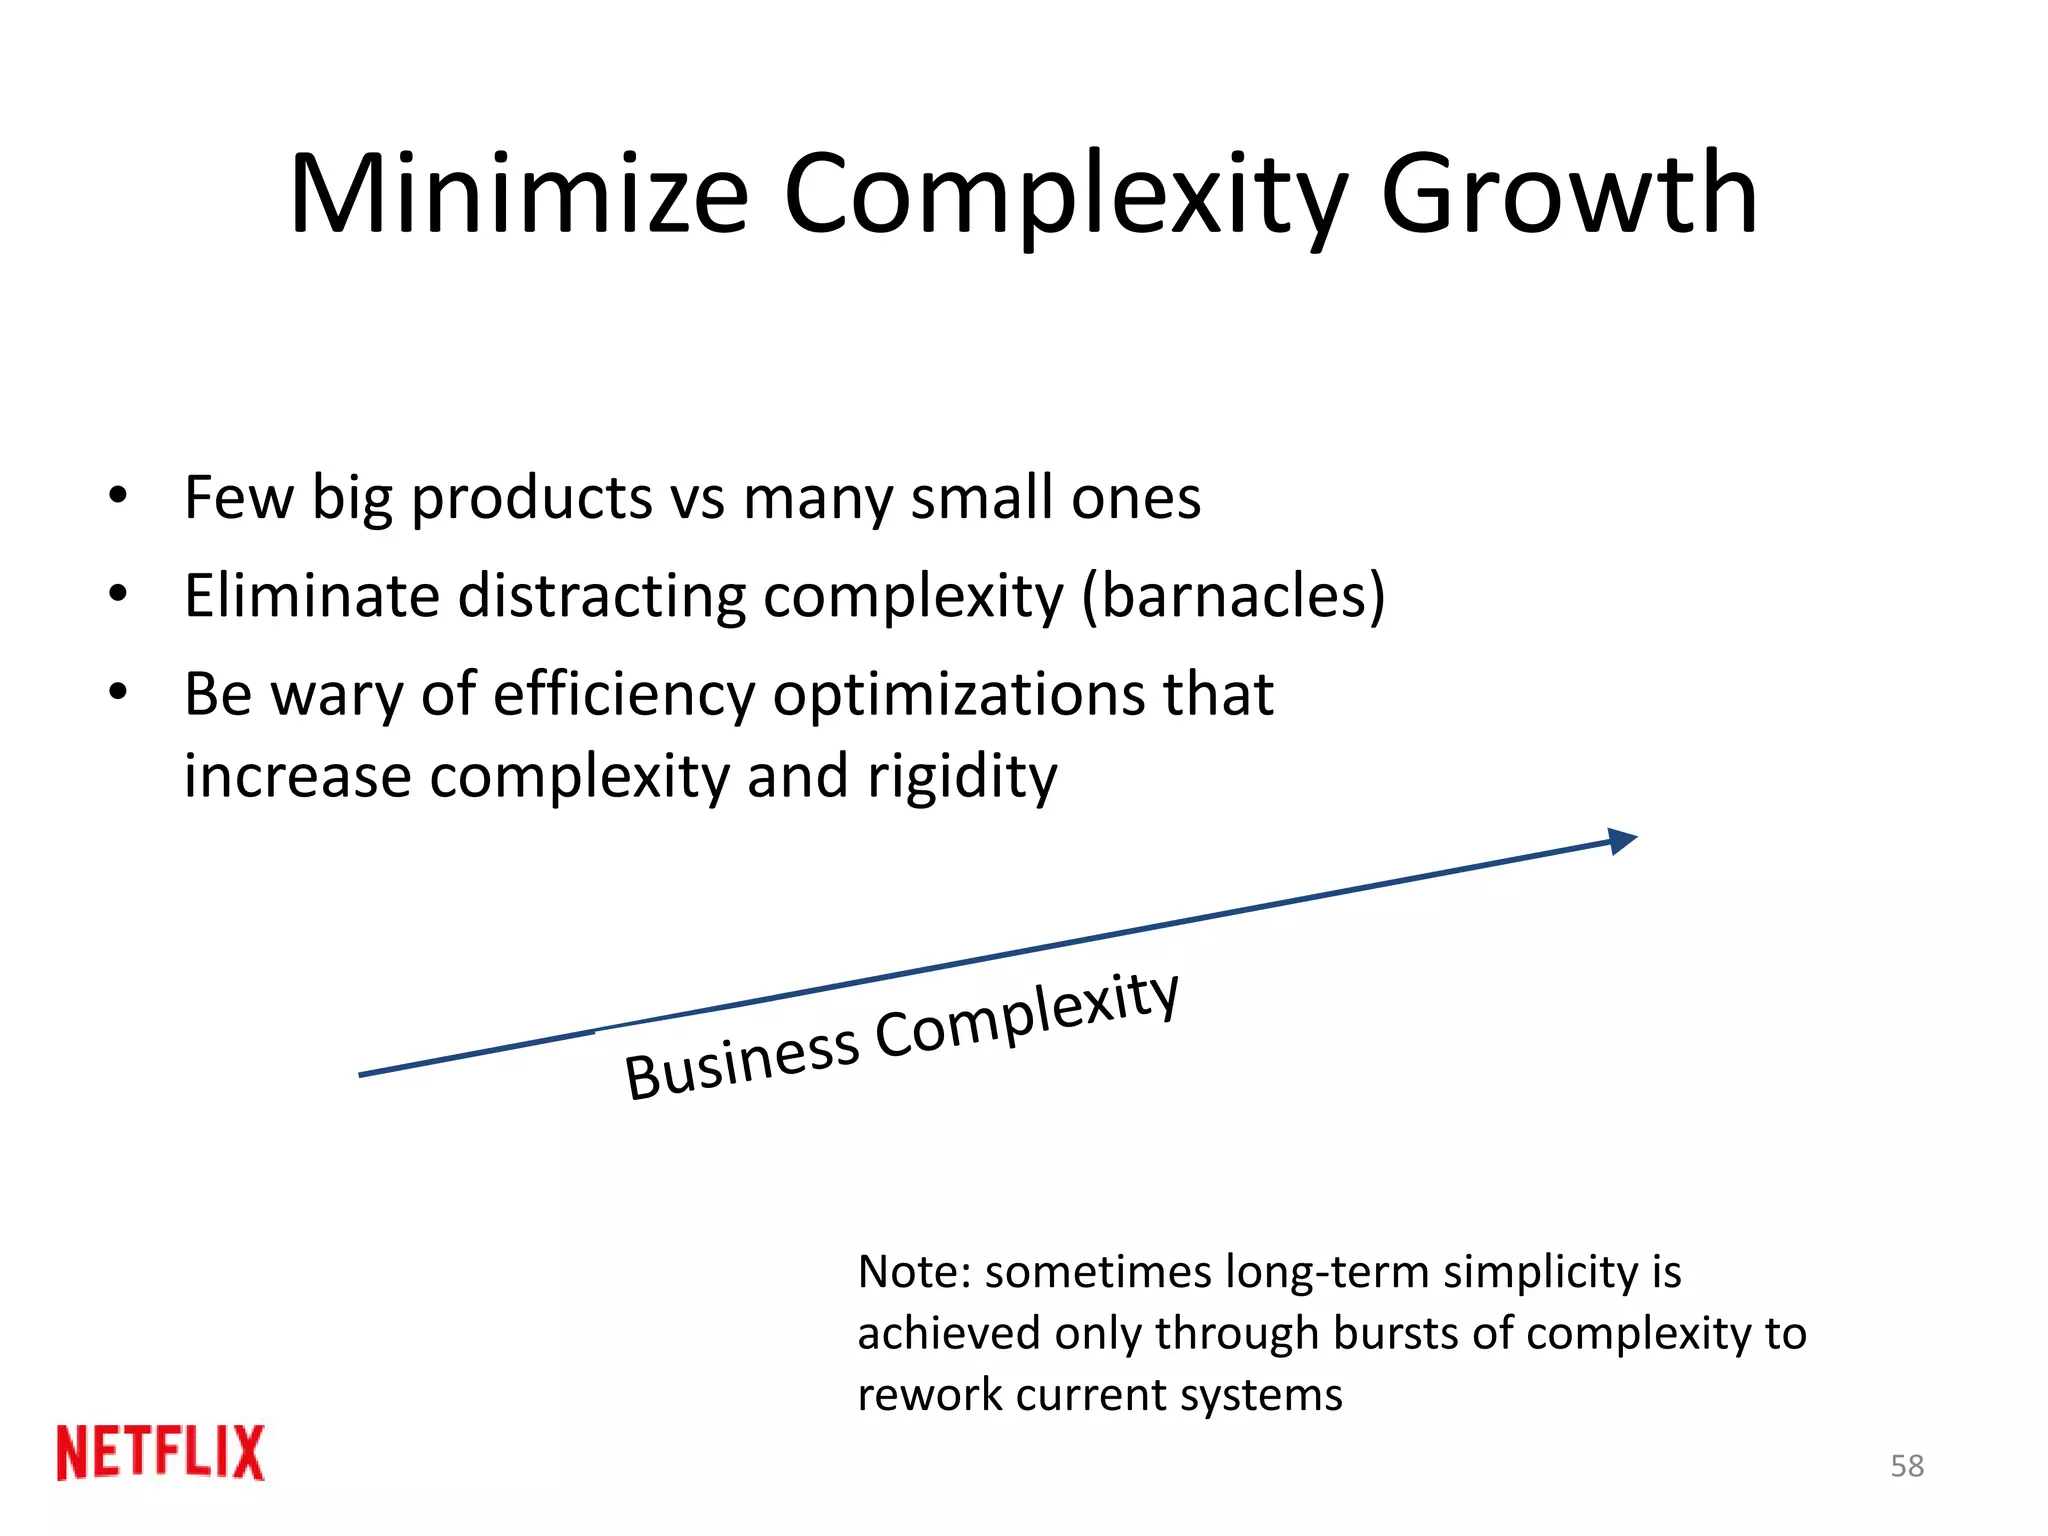 Minimize Complexity Growth
• Few big products vs many small ones
• Eliminate distracting complexity (barnacles)
• Be wary of efficiency optimizations that
increase complexity and rigidity
Business Complexity
Note: sometimes long-term simplicity is
achieved only through bursts of complexity to
rework current systems
NETFLIX
58